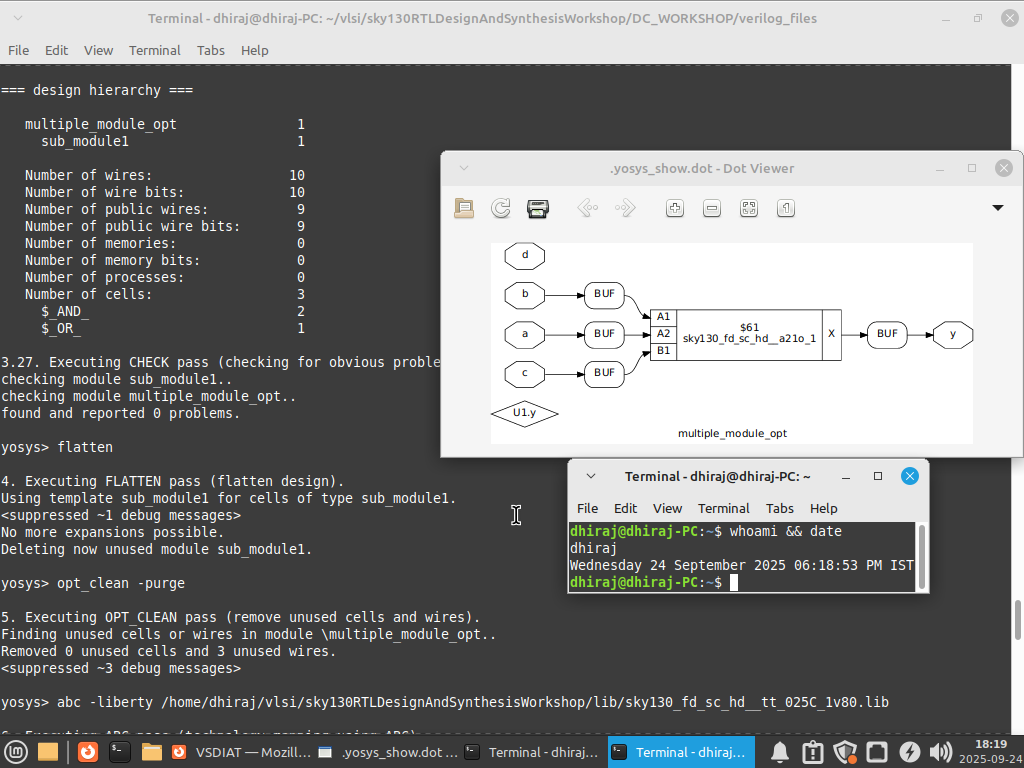 Terminal - dhiraj@dhiraj-PC: ~/vlsi/sky130RTLDesignAndSynthesisWorkshop/DC_WORKSHOP/verilog_files
File Edit View Terminal Tabs Help
=== design hierarchy ===
multiple_module_opt 1
sub_module1 1
Number of wires: 10
Number of wire bits: 10
Number of public wires: 9
Number of public wire bits: 9
Number of memories: 0
Number of memory bits: 0
Number of processes: 0
Number of cells: 3
$_AND_ 2
$_OR_ 1
3.27. Executing CHECK pass (checking for obvious proble
checking module sub_module1..
checking module multiple_module_opt..
found and reported 0 problems.
yosys> flatten
4. Executing FLATTEN pass (flatten design).
Using template sub_module1 for cells of type sub_module1.
<suppressed ~1 debug messages>
No more expansions possible.
Deleting now unused module sub_module1.
yosys> opt_clean -purge
5. Executing OPT_CLEAN pass (remove unused cells and wires).
Finding unused cells or wires in module \multiple_module_opt..
Removed 0 unused cells and 3 unused wires.
<suppressed ~3 debug messages>
yosys> abc -liberty /home/dhiraj/vlsi/sky130RTLDesignAndSynthesisWorkshop/lib/sky130_fd_sc_hd__tt_025C_1v80.lib
.yosys_show.dot - Dot Viewer
d
b BUF
a BUF
c BUF
A1
A2
B1
$61
sky130_fd_sc_hd__a21o_1
X
BUF
y
U1.y
multiple_module_opt
Terminal - dhiraj@dhiraj-PC: ~
File Edit View Terminal Tabs Help
dhiraj@dhiraj-PC:~$ whoami && date
dhiraj
Wednesday 24 September 2025 06:18:53 PM IST
dhiraj@dhiraj-PC:~$
VSDIAT — Mozill...
.yosys_show.dot ...
Terminal - dhiraj...
Terminal - dhiraj...
18:19
2025-09-24